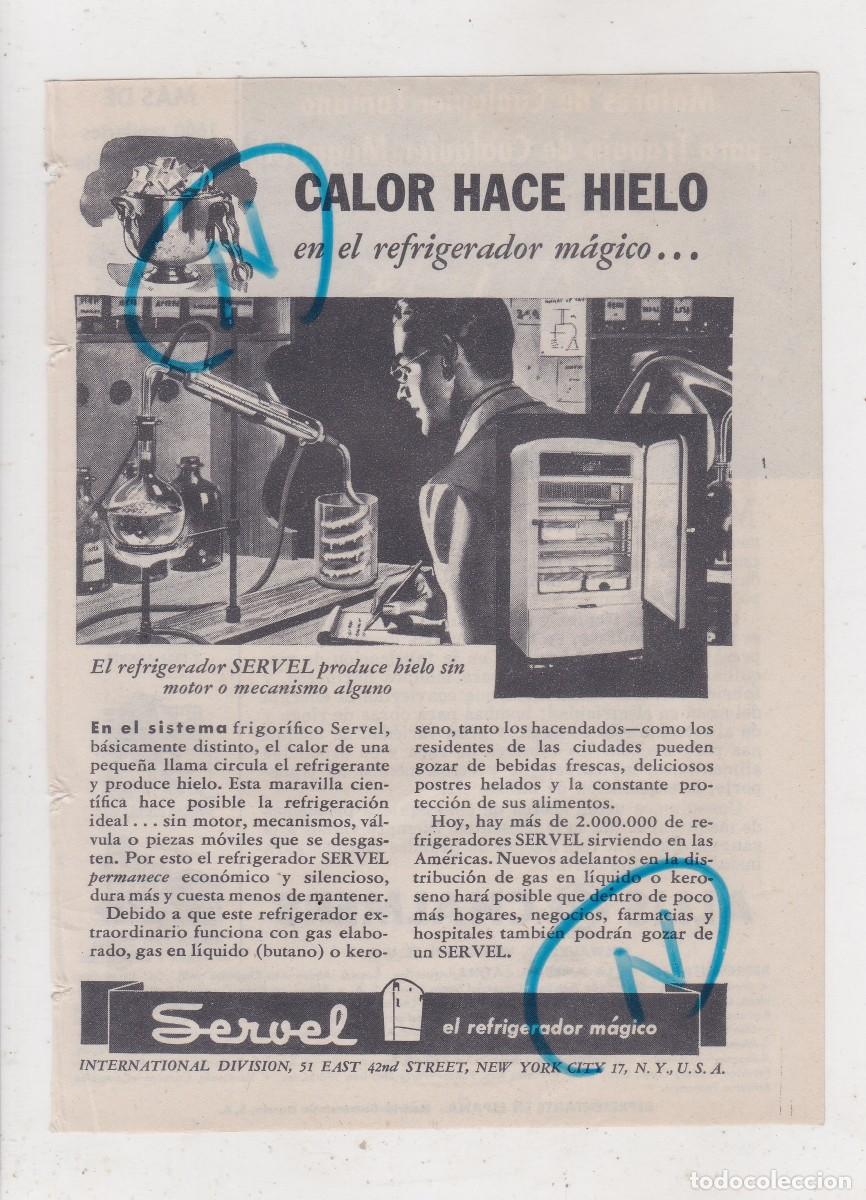 CALOR HACE HIELO
en el refrigerador mágico...
El refrigerador SERVEL produce hielo sin
motor o mecanismo alguno
En el sistema frigorífico Servel,
básicamente distinto, el calor de una
pequeña llama circula el refrigerante
y produce hielo. Esta maravilla cien-
tífica hace posible la refrigeración
ideal... sin motor, mecanismos, vál-
vula o piezas móviles que se desgas-
ten. Por esto el refrigerador SERVEL
permanece económico y silencioso,
dura más y cuesta menos de mantener.
Debido a que este refrigerador ex-
traordinario funciona con gas elabo-
rado, gas en líquido (butano) o kero-
seno, tanto los hacendados—como los
residentes de las ciudades pueden
gozar de bebidas frescas, deliciosos
postres helados y la constante pro-
tección de sus alimentos.
Hoy, hay más de 2.000.000 de re-
frigeradores SERVEL sirviendo en las
Américas. Nuevos adelantos en la dis-
tribución de gas en líquido o kero-
seno hará posible que dentro de poco
más hogares, negocios, farmacias y
hospitales también podrán gozar de
un SERVEL.
Servel el refrigerador mágico
INTERNATIONAL DIVISION, 51 EAST 42nd STREET, NEW YORK CITY 17, N. Y., U. S. A.
N
N
todocoleccion